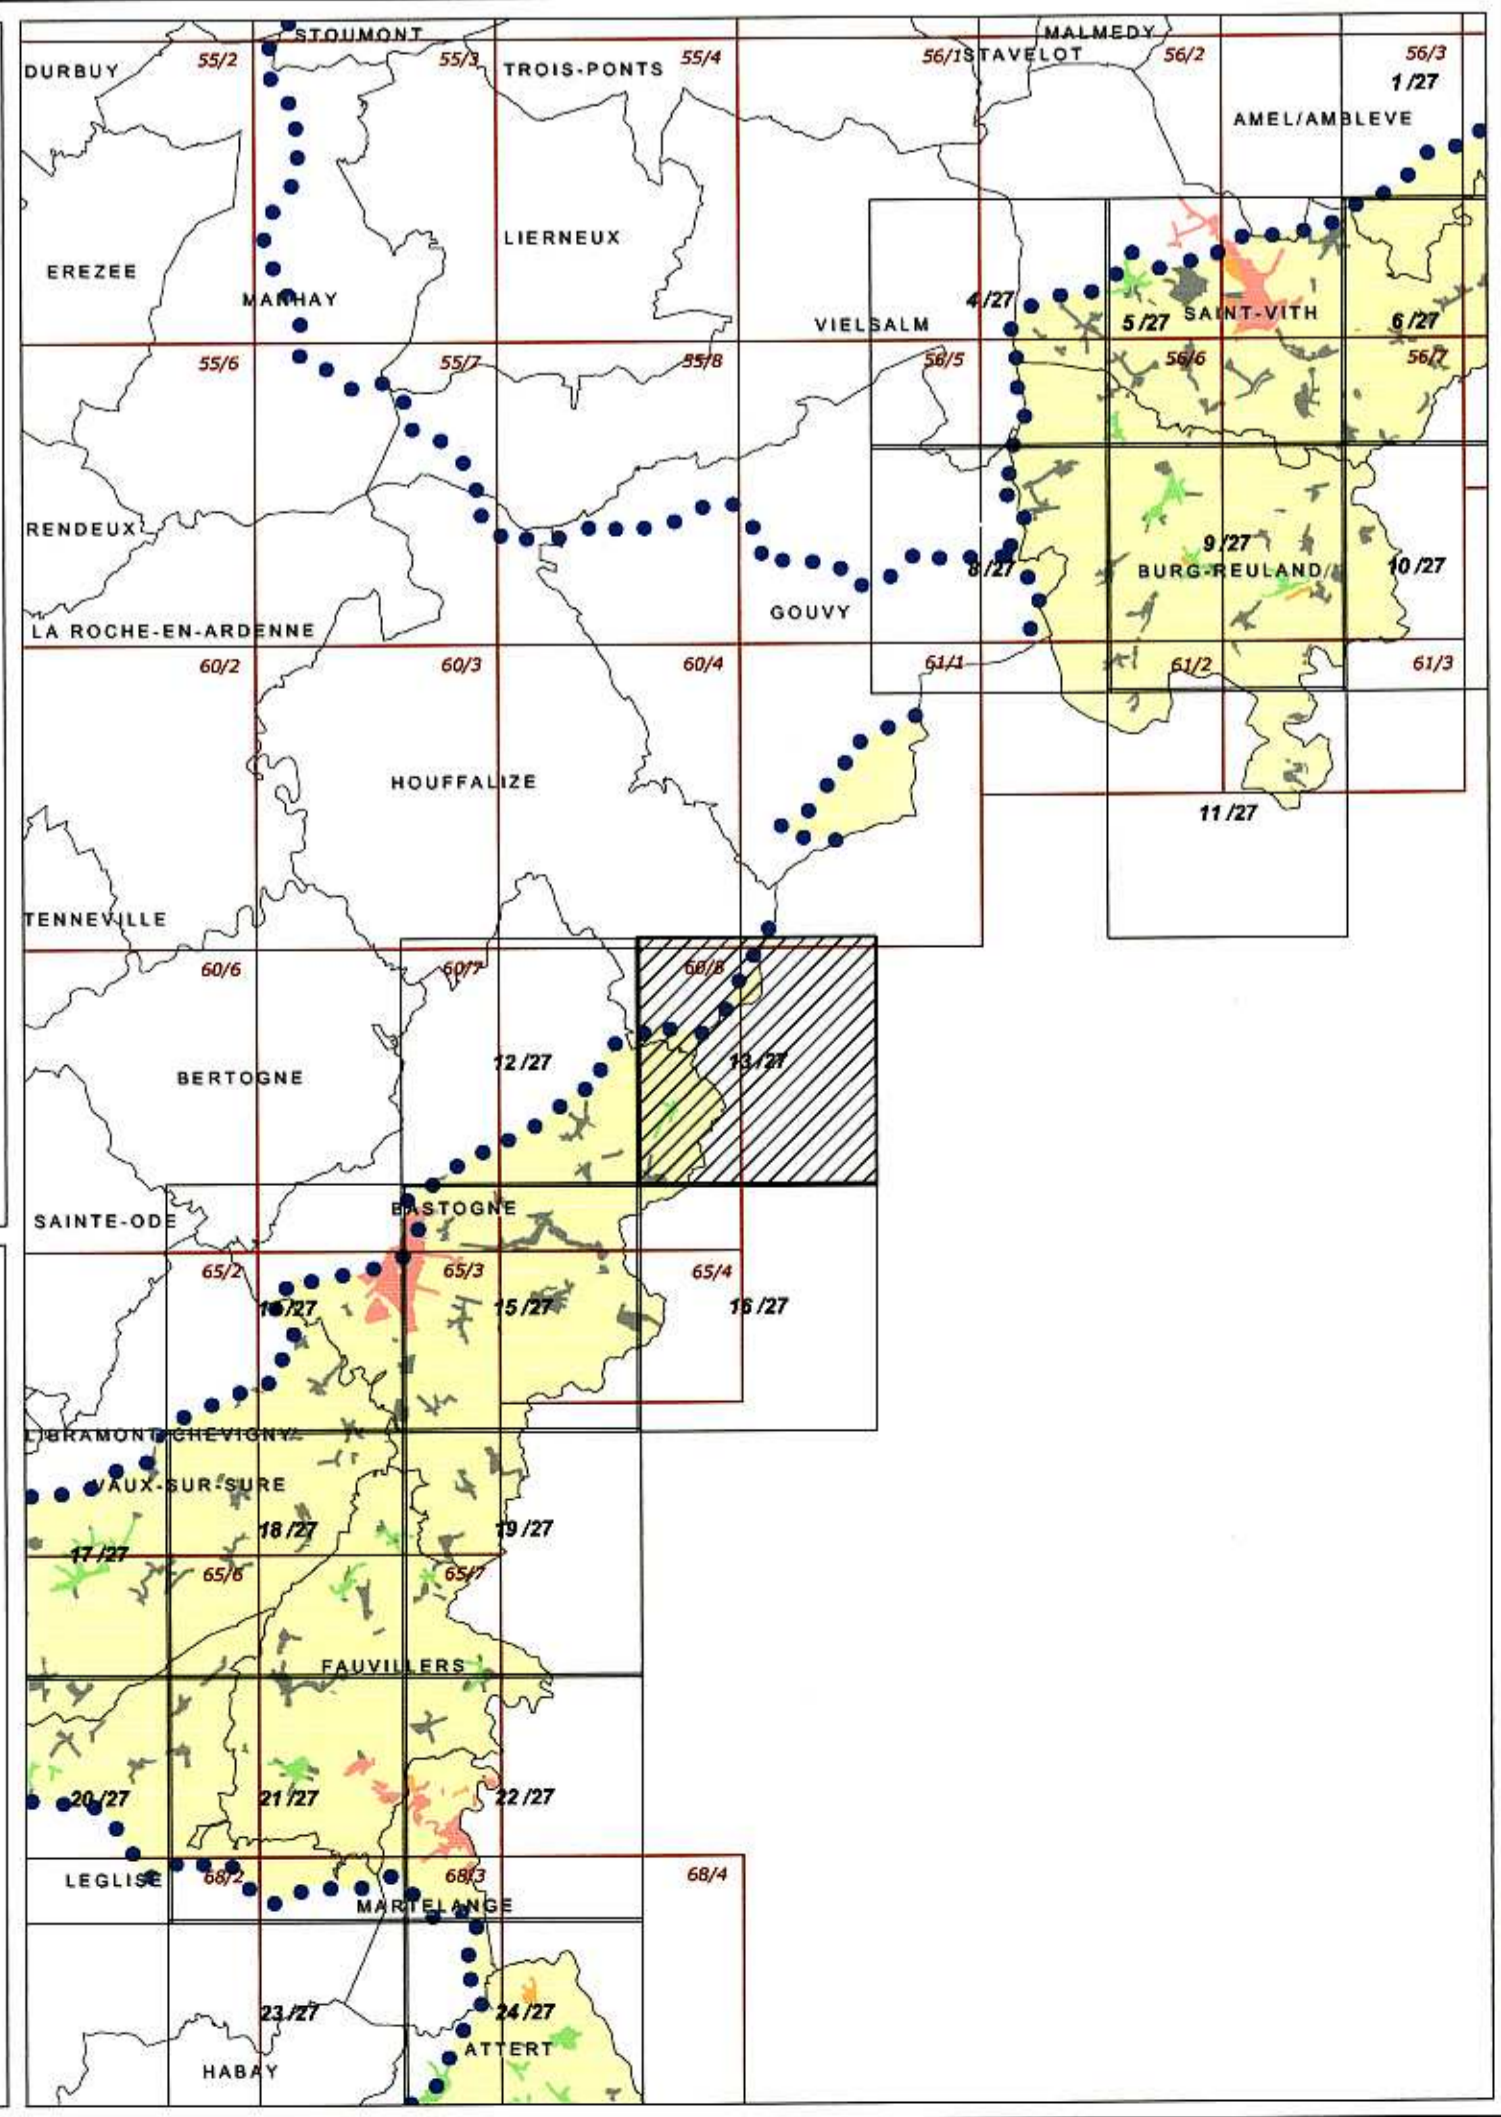 STOUMONT
MALMEDY
DURBUY
55/2
55/3
TROIS-PONTS
55/4
56/1
STAVELOT
56/2
56/3
1/27
AMEL/AMBLEVE
EREZEE
LIERNEUX
MANHAY
VIELSALM
4/27
5/27
SAINT-VITH
6/27
55/6
55/7
55/8
56/5
56/6
56/7
RENDEUX
9/27
8/27
BURG-REULAND
10/27
GOUVY
LA ROCHE-EN-ARDENNE
60/2
60/3
60/4
61/1
61/2
61/3
HOUFFALIZE
11/27
TENNEVILLE
60/6
60/7
60/8
12/27
13/27
BERTOGNE
SAINTE-ODE
BASTOGNE
65/2
65/3
65/4
14/27
15/27
16/27
LIBRAMONT-CHEVIGNY
VAUX-SUR-SURE
18/27
19/27
17/27
65/6
65/7
FAUVILLERS
20/27
21/27
22/27
LEGLISE
68/2
68/3
68/4
MARTELANGE
23/27
24/27
ATTERT
HABAY